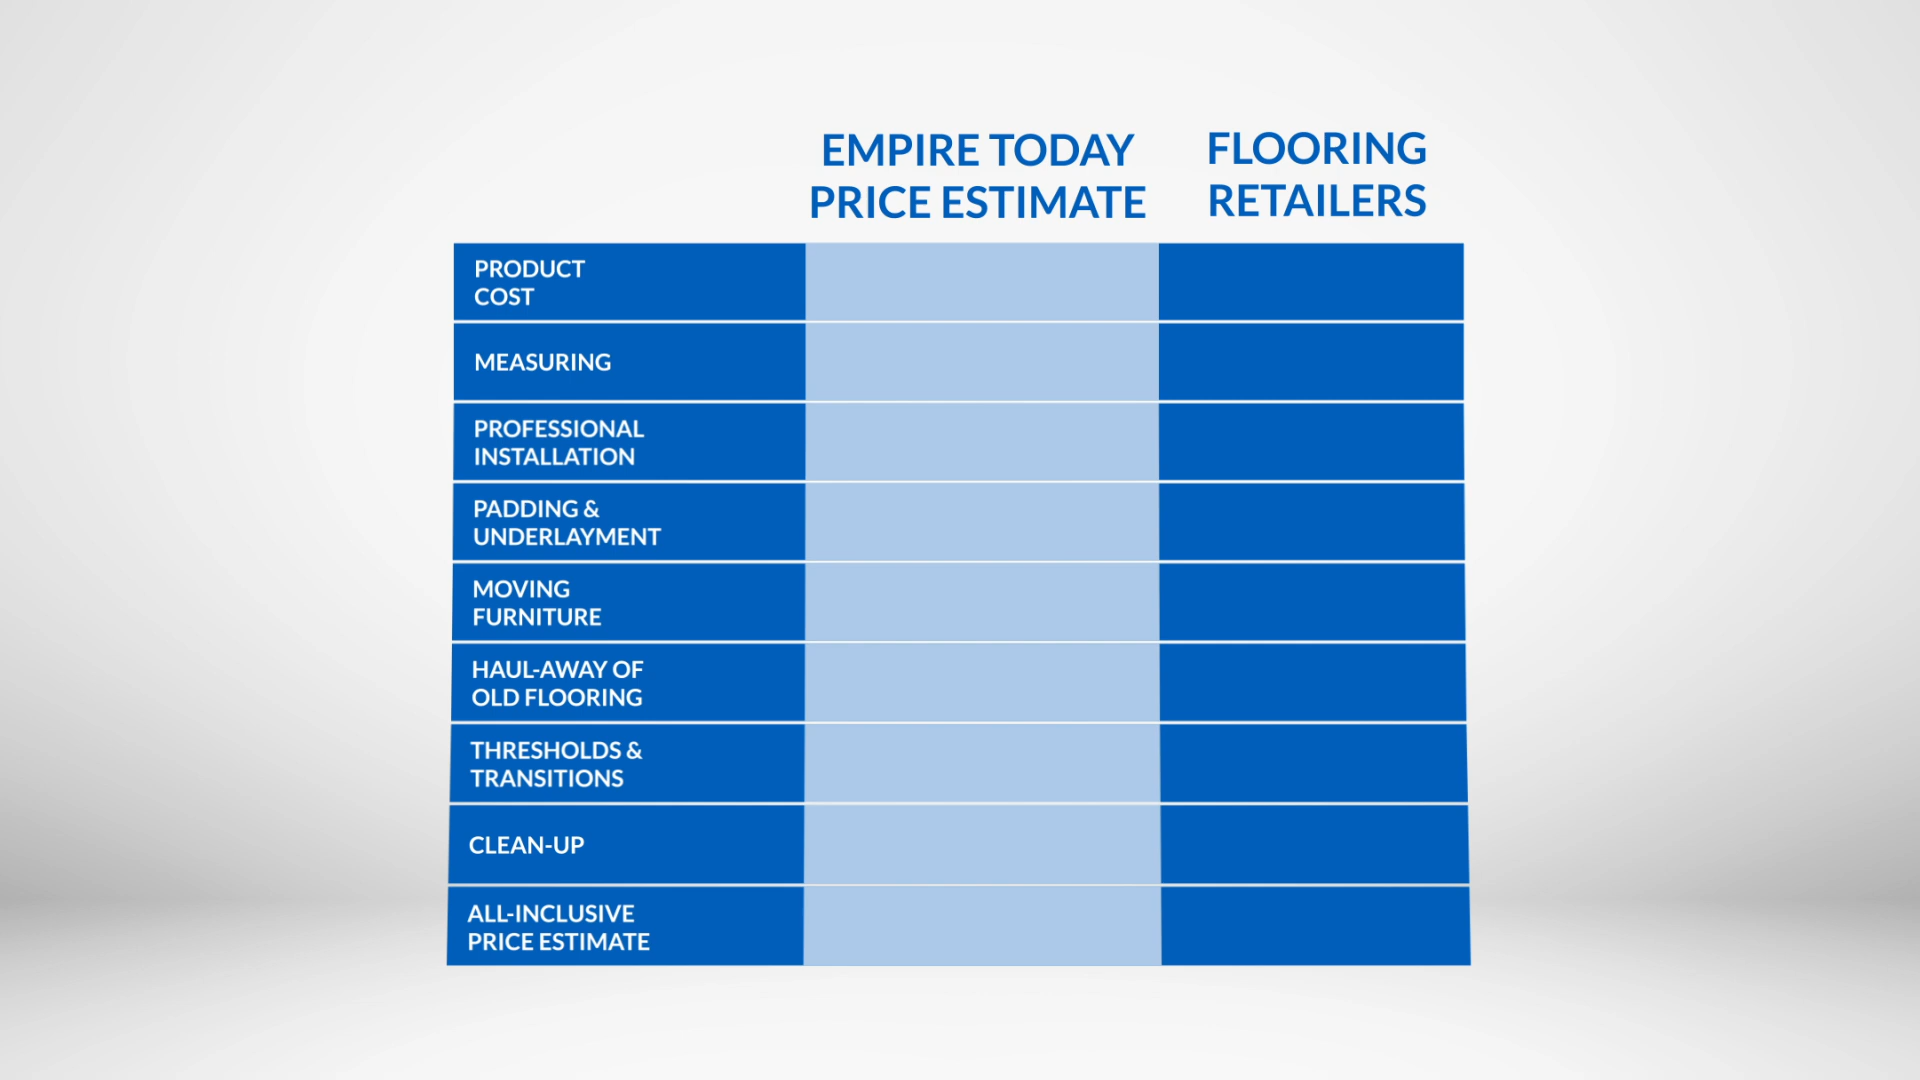 EMPIRE TODAY
PRICE ESTIMATE
FLOORING
RETAILERS
PRODUCT
COST
MEASURING
PROFESSIONAL
INSTALLATION
PADDING &
UNDERLAYMENT
MOVING
FURNITURE
HAUL-AWAY OF
OLD FLOORING
THRESHOLDS &
TRANSITIONS
CLEAN-UP
ALL-INCLUSIVE
PRICE ESTIMATE